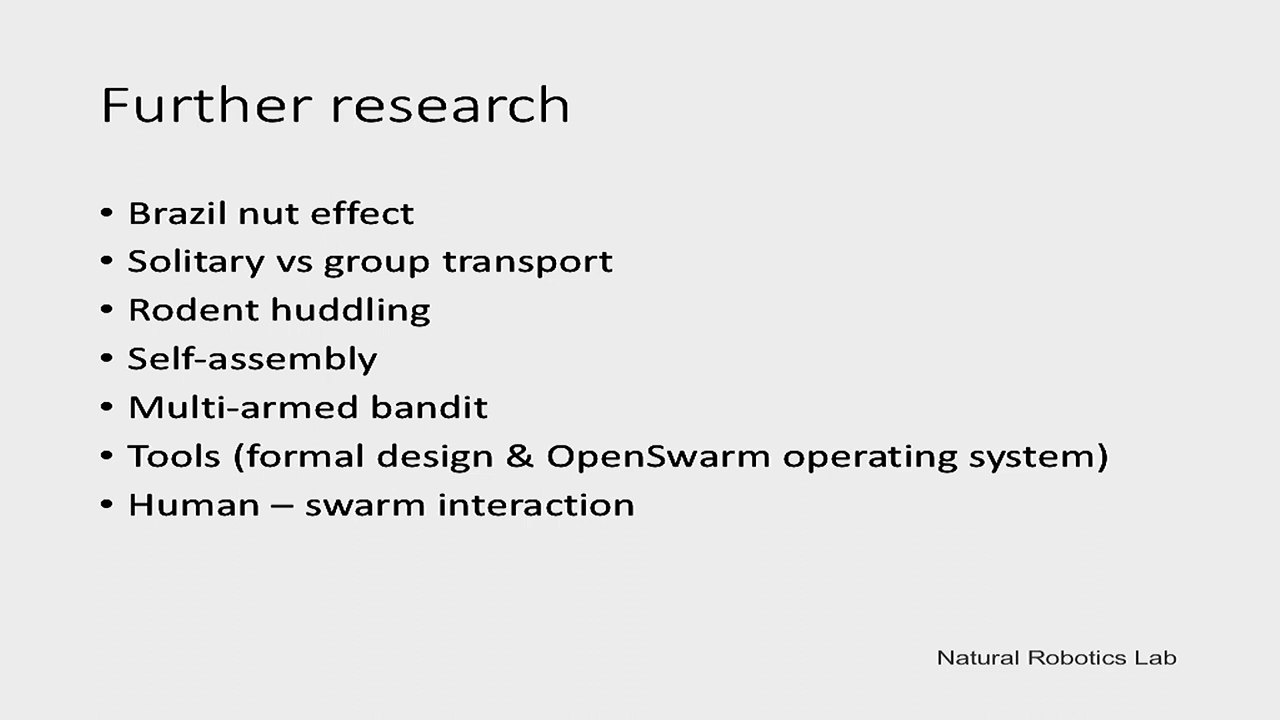 Further research
• Brazil nut effect
• Solitary vs group transport
• Rodent huddling
• Self-assembly
• Multi-armed bandit
• Tools (formal design & OpenSwarm operating system)
• Human – swarm interaction
Natural Robotics Lab